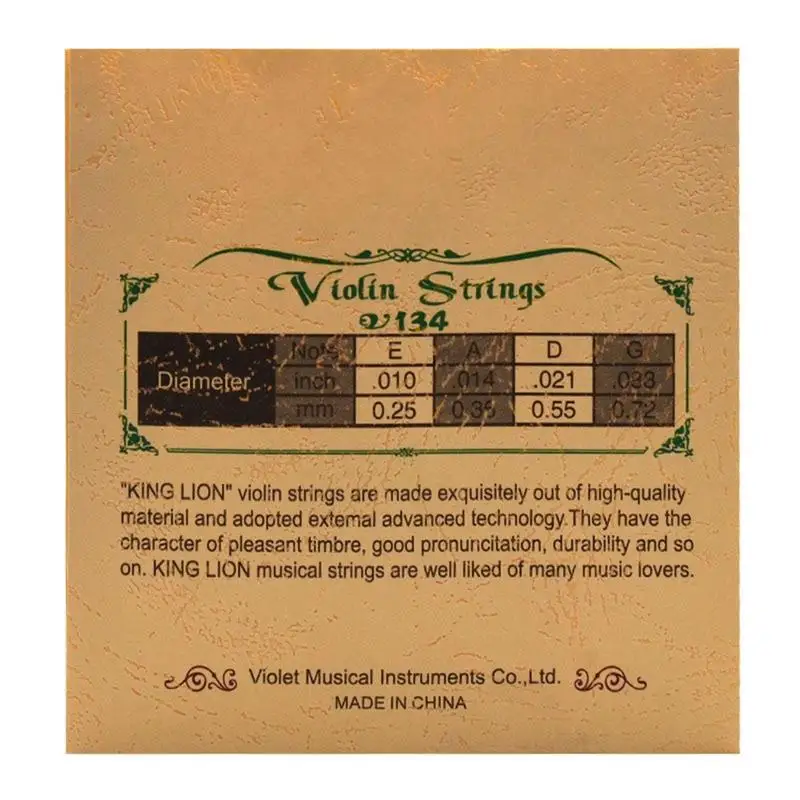 Violin Strings
V134
Diameter
Note E A D G
inch .010 .014 .021 .033
mm 0.25 0.35 0.55 0.72
"KING LION" violin strings are made exquisitely out of high-quality
material and adopted external advanced technology.They have the
character of pleasant timbre, good pronuncitation, durability and so
on. KING LION musical strings are well liked of many music lovers.
Violet Musical Instruments Co.,Ltd.
MADE IN CHINA